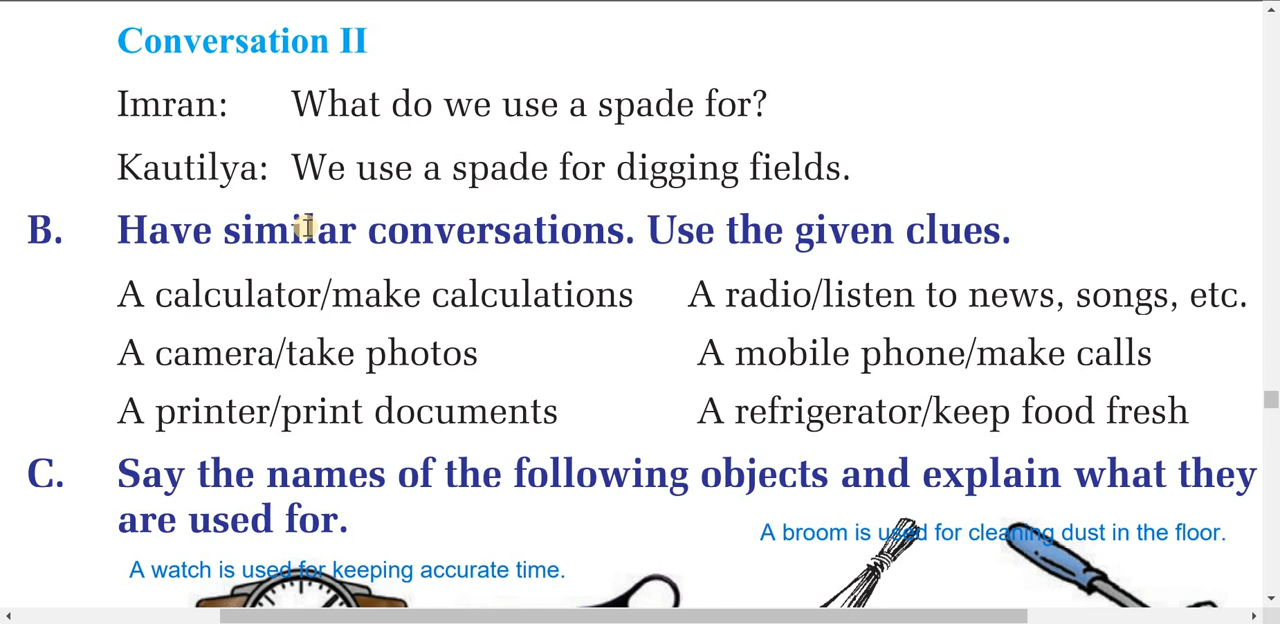 Conversation II
Imran: What do we use a spade for?
Kautilya: We use a spade for digging fields.
B. Have similar conversations. Use the given clues.
A calculator/make calculations A radio/listen to news, songs, etc.
A camera/take photos A mobile phone/make calls
A printer/print documents A refrigerator/keep food fresh
C. Say the names of the following objects and explain what they
are used for.
A broom is used for cleaning dust in the floor.
A watch is used for keeping accurate time.